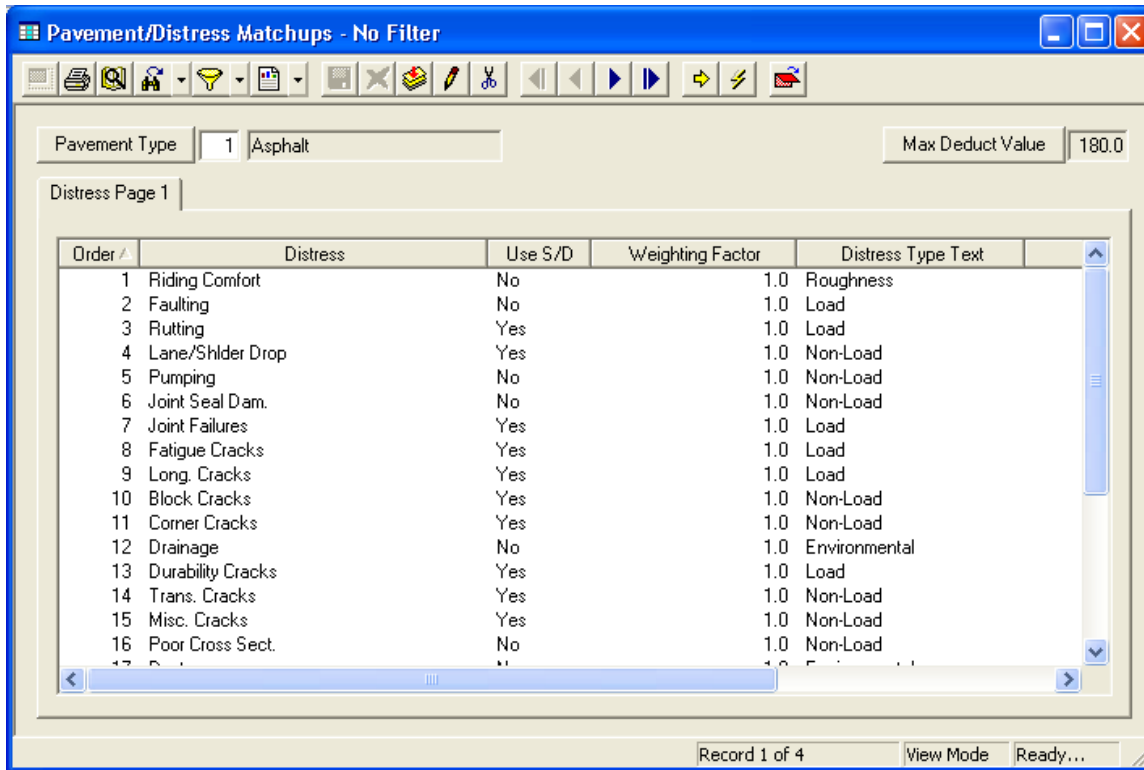 Pavement/Distress Matchups - No Filter
Pavement Type 1 Asphalt Max Deduct Value 180.0
Distress Page 1
Order Distress Use S/D Weighting Factor Distress Type Text
1 Riding Comfort No 1.0 Roughness
2 Faulting No 1.0 Load
3 Rutting Yes 1.0 Load
4 Lane/Shlder Drop Yes 1.0 Non-Load
5 Pumping No 1.0 Non-Load
6 Joint Seal Dam. No 1.0 Non-Load
7 Joint Failures Yes 1.0 Load
8 Fatigue Cracks Yes 1.0 Load
9 Long. Cracks Yes 1.0 Load
10 Block Cracks Yes 1.0 Non-Load
11 Corner Cracks Yes 1.0 Non-Load
12 Drainage No 1.0 Environmental
13 Durability Cracks Yes 1.0 Load
14 Trans. Cracks Yes 1.0 Non-Load
15 Misc. Cracks Yes 1.0 Non-Load
16 Poor Cross Sect. No 1.0 Non-Load
Record 1 of 4 View Mode Ready...